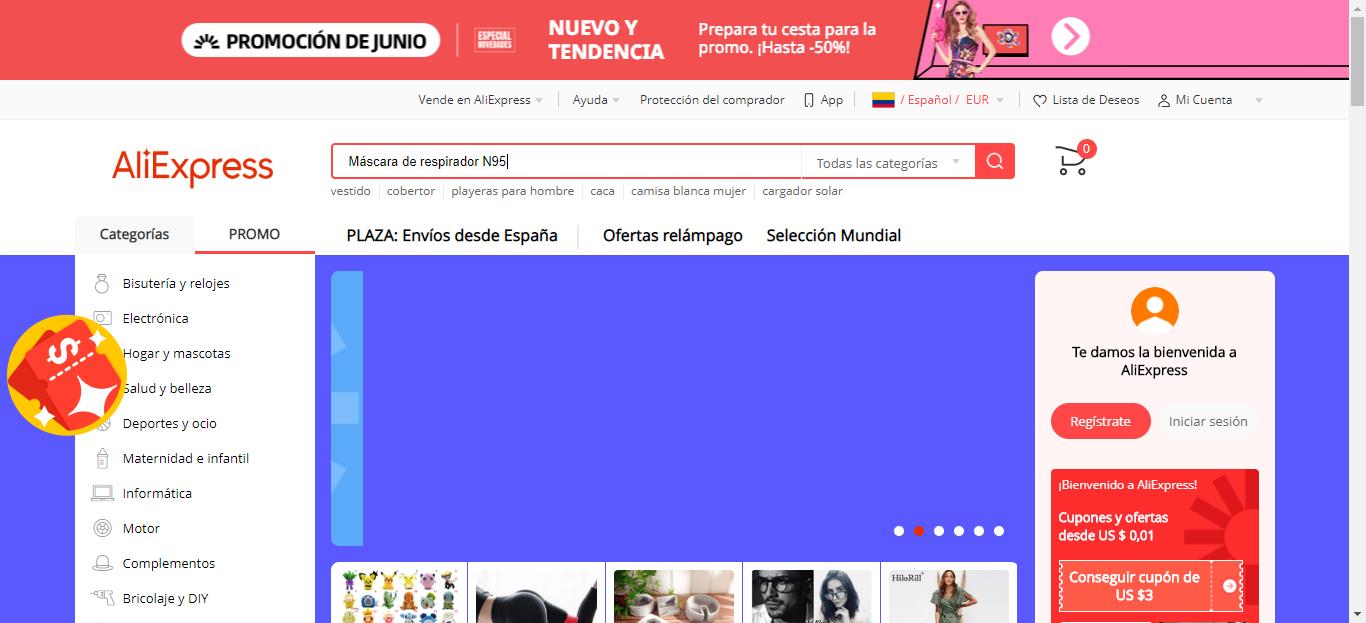 PROMOCIÓN DE JUNIO
ESPECIAL
NOVEDADES
NUEVO Y
TENDENCIA
Prepara tu cesta para la
promo. ¡Hasta -50%!
Vende en AliExpress
Ayuda
Protección del comprador
App
/ Español / EUR
Lista de Deseos
Mi Cuenta
AliExpress
Máscara de respirador N95
Todas las categorías
0
vestido
cobertor
playeras para hombre
caca
camisa blanca mujer
cargador solar
Categorías
PROMO
PLAZA: Envíos desde España
Ofertas relámpago
Selección Mundial
Bisutería y relojes
Electrónica
Hogar y mascotas
Salud y belleza
Deportes y ocio
Maternidad e infantil
Informática
Motor
Complementos
Bricolaje y DIY
$
Te damos la bienvenida a
AliExpress
Regístrate
Iniciar sesión
¡Bienvenido a AliExpress!
Cupones y ofertas
desde US $ 0,01
Conseguir cupón de
US $3
HiloRill